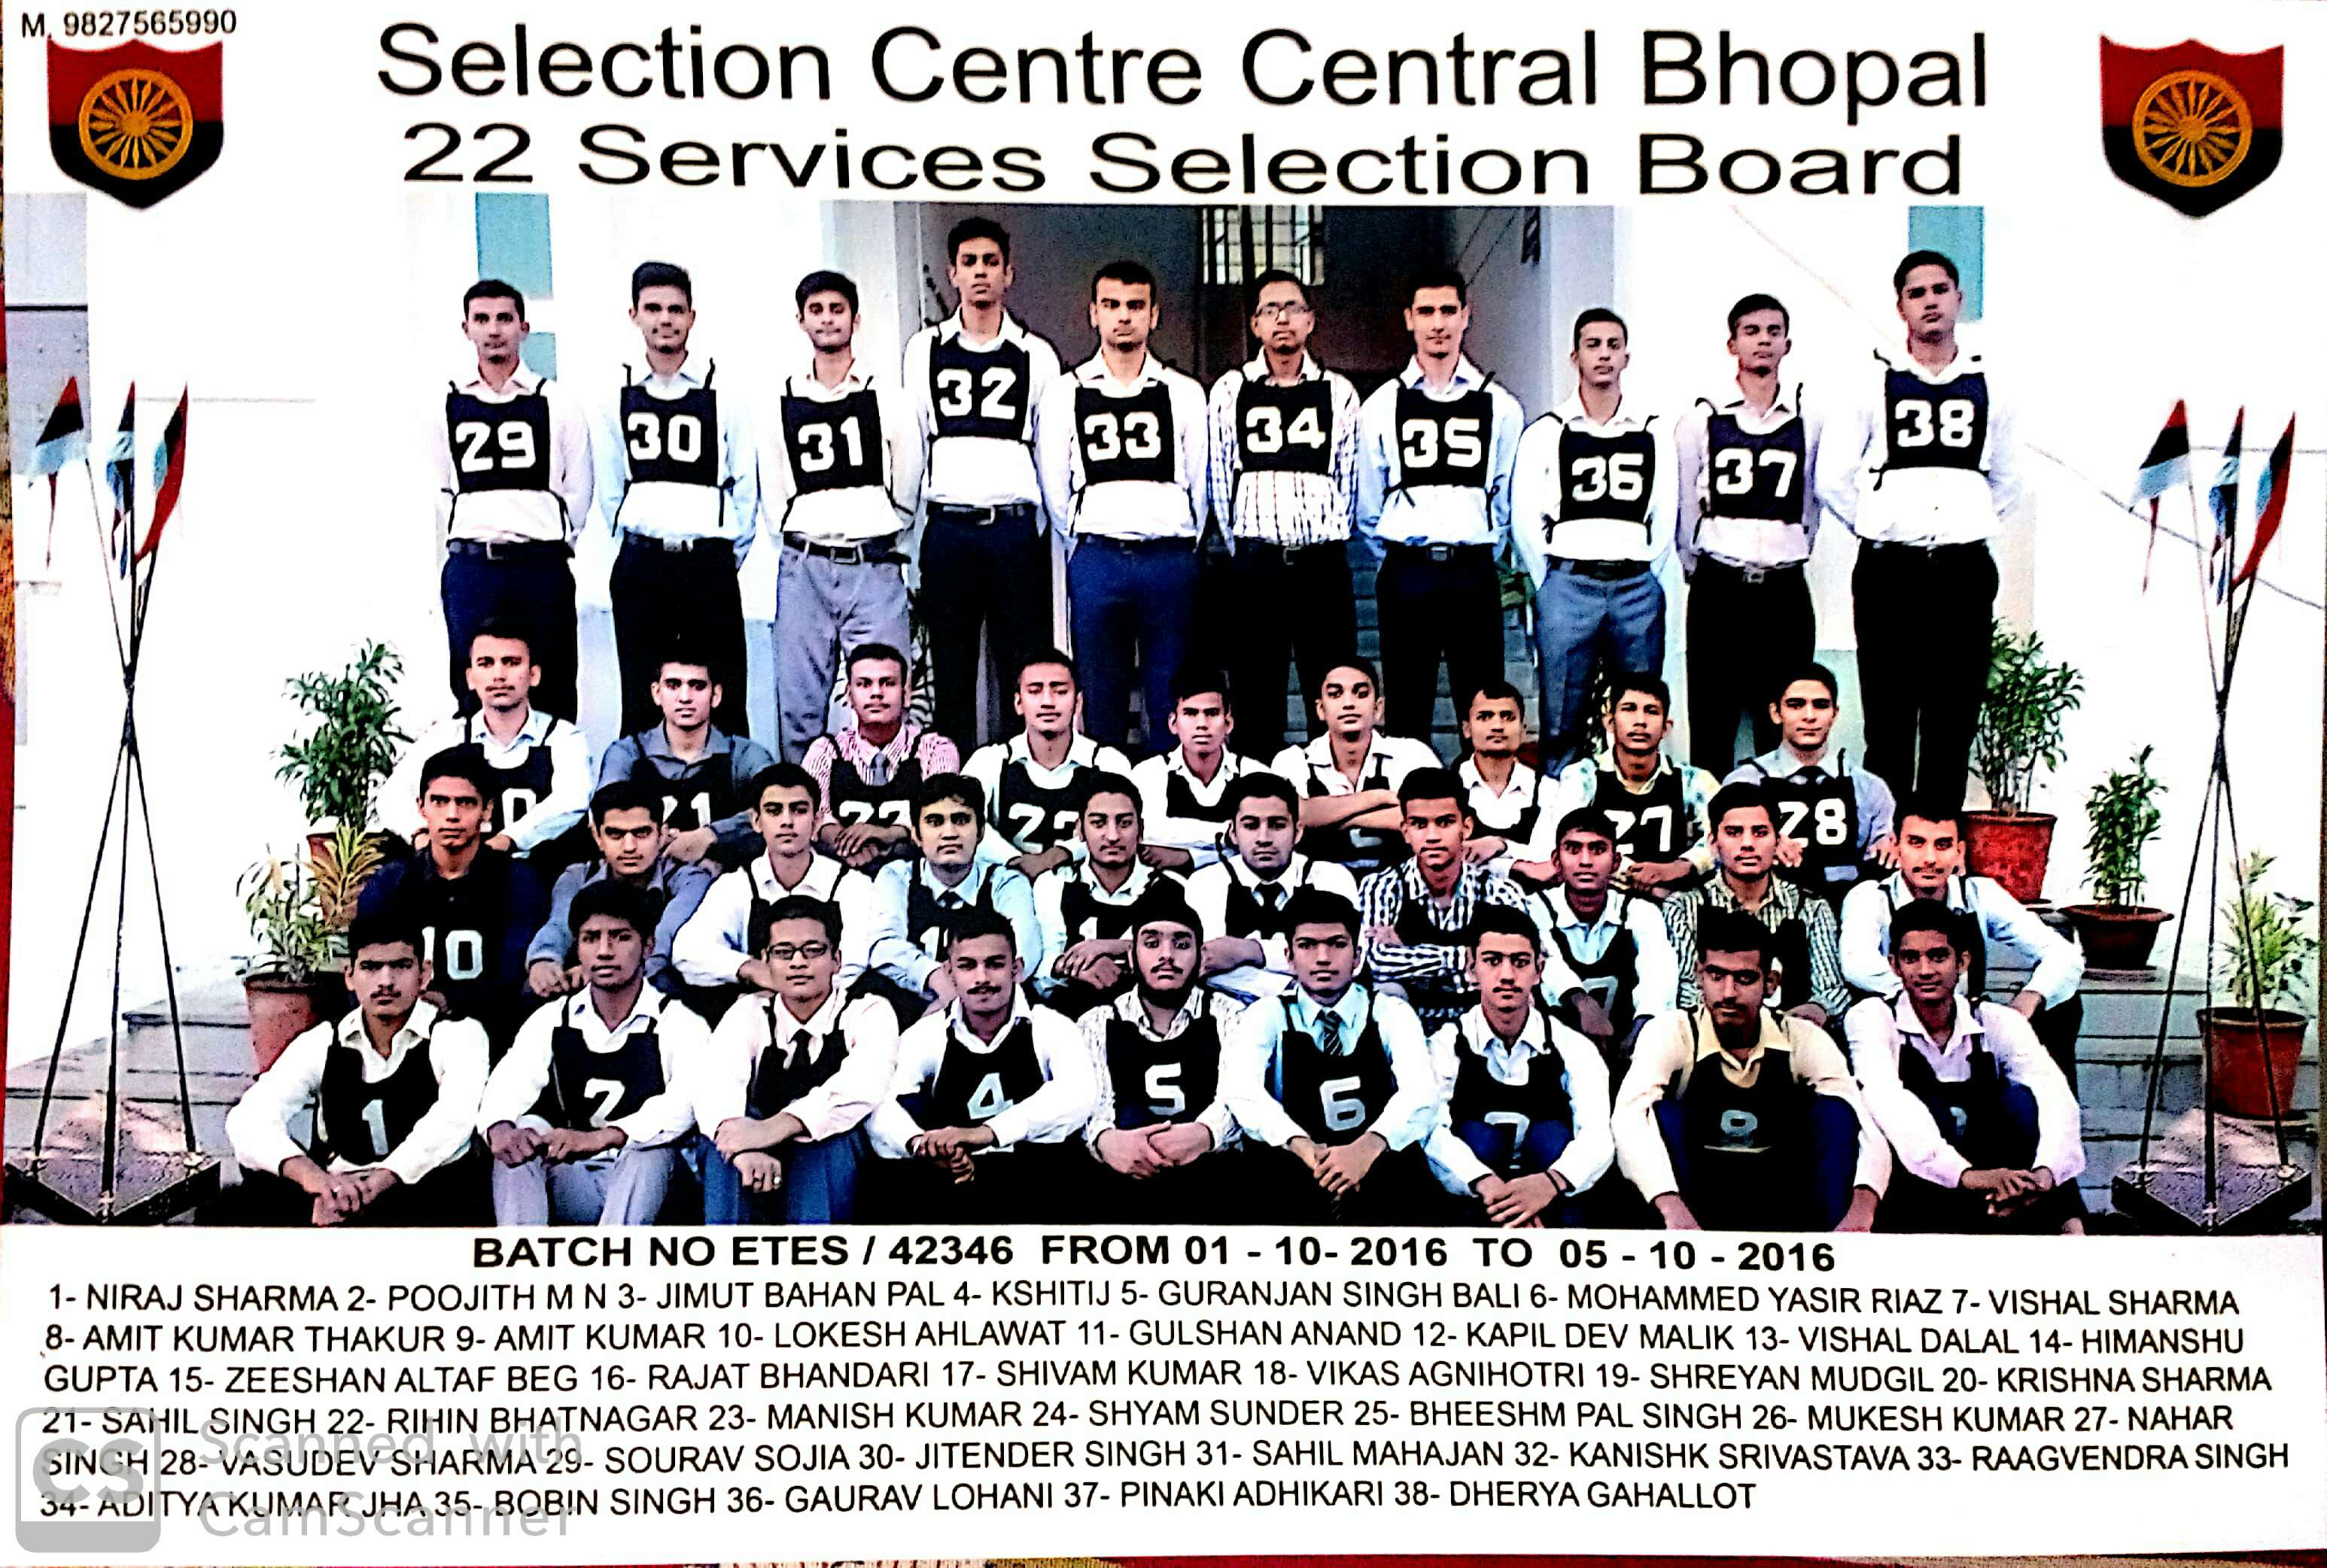 M. 9827565990
Selection Centre Central Bhopal
22 Services Selection Board
29 30 31 32 33 34 35 36 37 38
21 22 23 27 28
10
1 2 4 5 6 7
BATCH NO ETES / 42346 FROM 01 - 10- 2016 TO 05 - 10 - 2016
1- NIRAJ SHARMA 2- POOJITH M N 3- JIMUT BAHAN PAL 4- KSHITIJ 5- GURANJAN SINGH BALI 6- MOHAMMED YASIR RIAZ 7- VISHAL SHARMA
8- AMIT KUMAR THAKUR 9- AMIT KUMAR 10- LOKESH AHLAWAT 11- GULSHAN ANAND 12- KAPIL DEV MALIK 13- VISHAL DALAL 14- HIMANSHU
GUPTA 15- ZEESHAN ALTAF BEG 16- RAJAT BHANDARI 17- SHIVAM KUMAR 18- VIKAS AGNIHOTRI 19- SHREYAN MUDGIL 20- KRISHNA SHARMA
21- SAHIL SINGH 22- RIHIN BHATNAGAR 23- MANISH KUMAR 24- SHYAM SUNDER 25- BHEESHM PAL SINGH 26- MUKESH KUMAR 27- NAHAR
SINGH 28- VASUDEV SHARMA 29- SOURAV SOJIA 30- JITENDER SINGH 31- SAHIL MAHAJAN 32- KANISHK SRIVASTAVA 33- RAAGVENDRA SINGH
34- ADITYA KUMAR JHA 35- BOBIN SINGH 36- GAURAV LOHANI 37- PINAKI ADHIKARI 38- DHERYA GAHALLOT
CS Scanned with
CamScanner